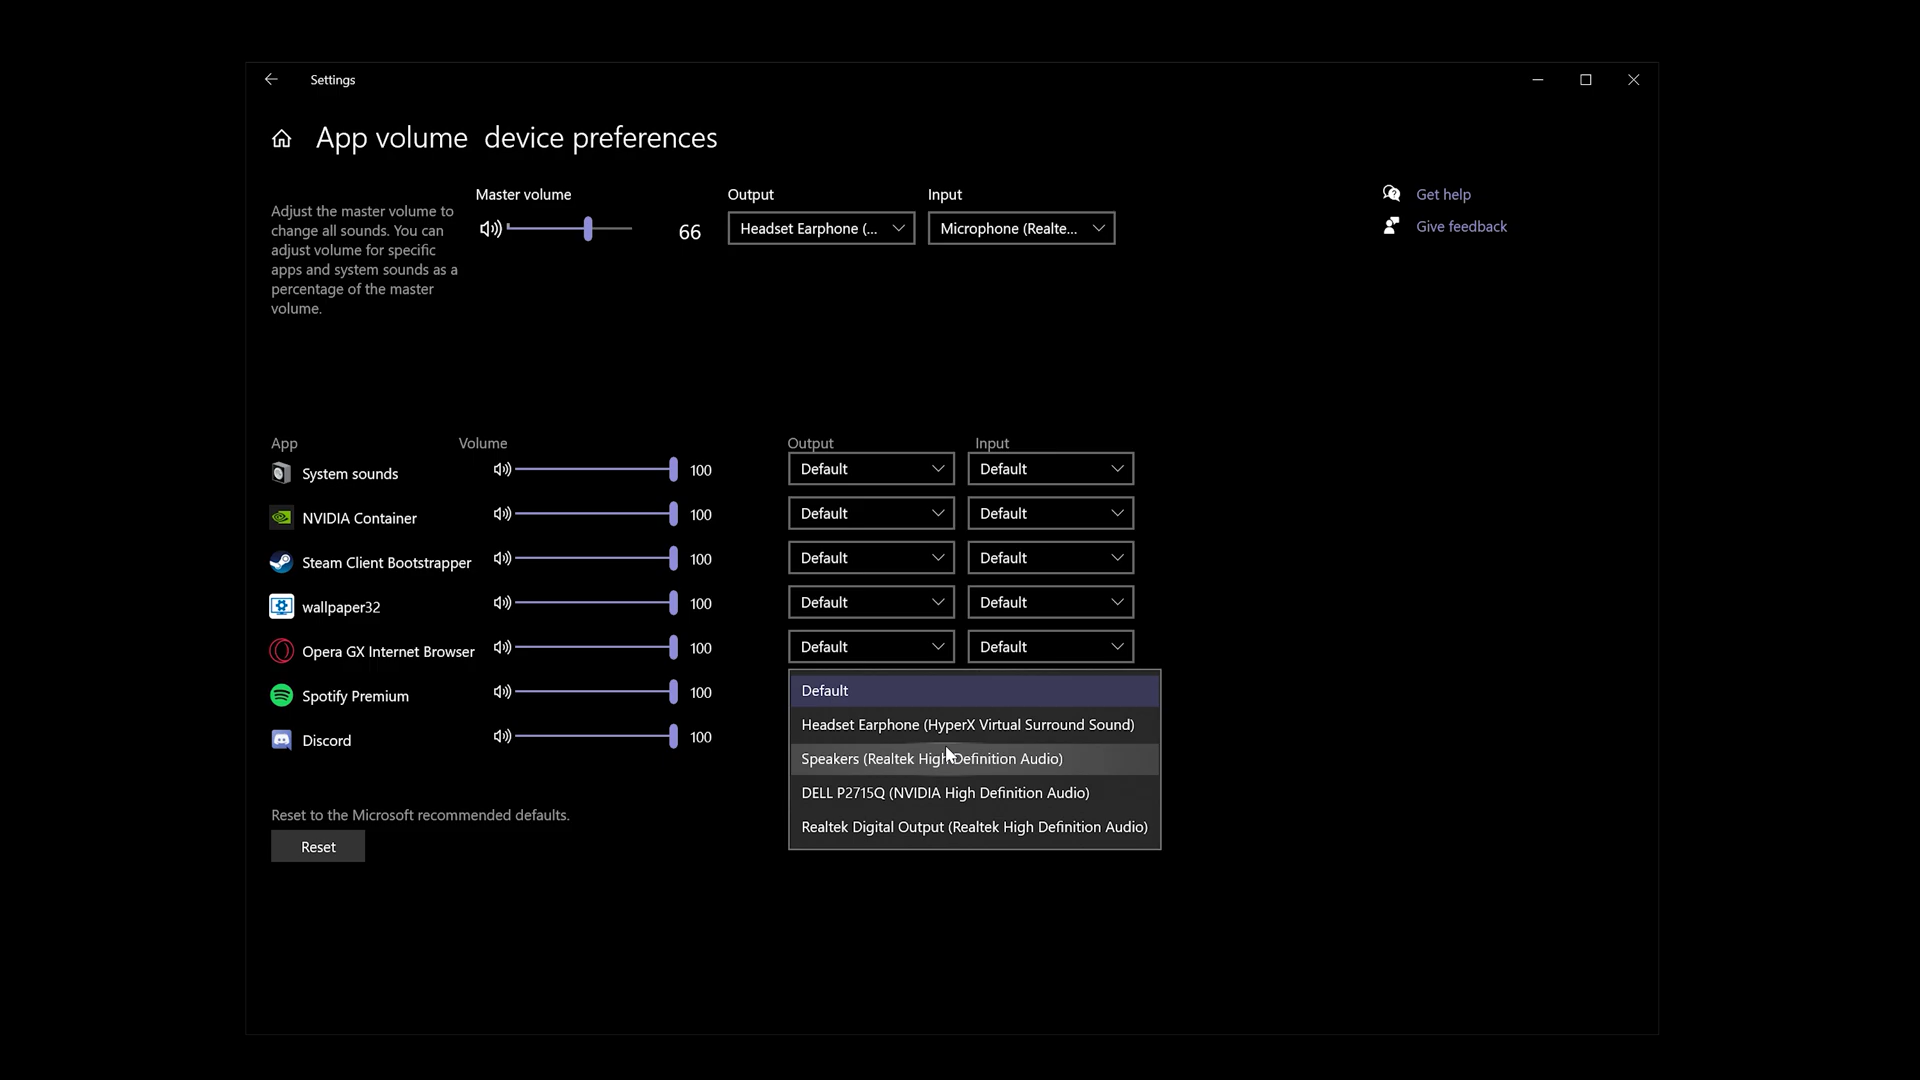 Settings
App volume device preferences
Master volume
Output
Input
Get help
Adjust the master volume to
change all sounds. You can
adjust volume for specific
apps and system sounds as a
percentage of the master
volume.
66
Headset Earphone (...
Microphone (Realte...
Give feedback
App
Volume
Output
Input
System sounds
100
Default
Default
NVIDIA Container
100
Default
Default
Steam Client Bootstrapper
100
Default
Default
wallpaper32
100
Default
Default
Opera GX Internet Browser
100
Default
Default
Spotify Premium
100
Discord
100
Default
Headset Earphone (HyperX Virtual Surround Sound)
Speakers (Realtek High Definition Audio)
DELL P2715Q (NVIDIA High Definition Audio)
Realtek Digital Output (Realtek High Definition Audio)
Reset to the Microsoft recommended defaults.
Reset